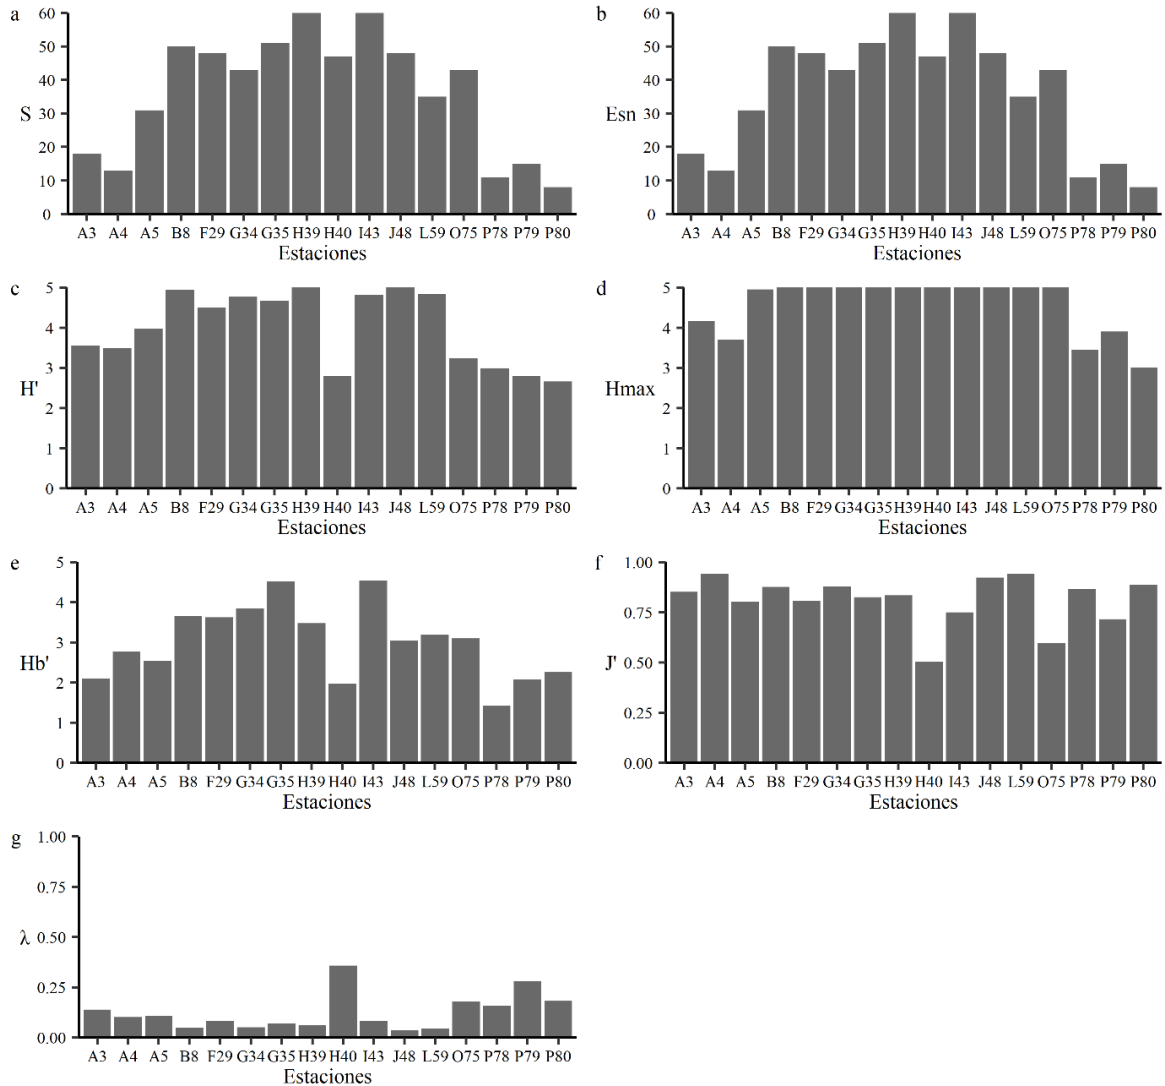 a
60
50
40
30
20
10
0
S
A3 A4 A5 B8 F29 G34 G35 H39 H40 I43 J48 L59 O75 P78 P79 P80
Estaciones
b
60
50
40
30
20
10
0
Esn
A3 A4 A5 B8 F29 G34 G35 H39 H40 I43 J48 L59 O75 P78 P79 P80
Estaciones
c
5
4
3
2
1
0
H'
A3 A4 A5 B8 F29 G34 G35 H39 H40 I43 J48 L59 O75 P78 P79 P80
Estaciones
d
5
4
3
2
1
0
Hmax
A3 A4 A5 B8 F29 G34 G35 H39 H40 I43 J48 L59 O75 P78 P79 P80
Estaciones
e
5
4
3
2
1
0
Hb'
A3 A4 A5 B8 F29 G34 G35 H39 H40 I43 J48 L59 O75 P78 P79 P80
Estaciones
f
1.00
0.75
0.50
0.25
0.00
J'
A3 A4 A5 B8 F29 G34 G35 H39 H40 I43 J48 L59 O75 P78 P79 P80
Estaciones
g
1.00
0.75
0.50
0.25
0.00
λ
A3 A4 A5 B8 F29 G34 G35 H39 H40 I43 J48 L59 O75 P78 P79 P80
Estaciones